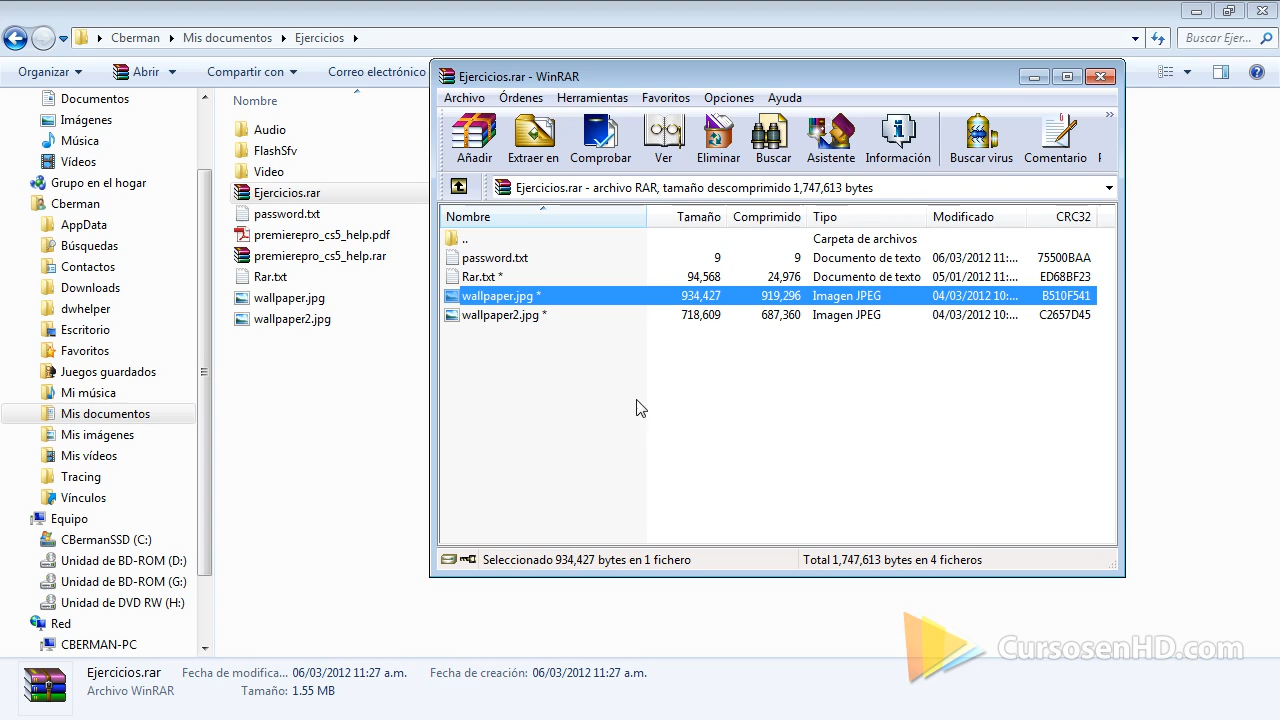 Cberman
Mis documentos
Ejercicios
Buscar Ejer...
Organizar
Abrir
Compartir con
Correo electrónico
Documentos
Imágenes
Música
Vídeos
Grupo en el hogar
Cberman
AppData
Búsquedas
Contactos
Downloads
dwhelper
Escritorio
Favoritos
Juegos guardados
Mi música
Mis documentos
Mis imágenes
Mis vídeos
Tracing
Vínculos
Equipo
CBermanSSD (C:)
Unidad de BD-ROM (D:)
Unidad de BD-ROM (G:)
Unidad de DVD RW (H:)
Red
CBERMAN-PC
Nombre
Audio
FlashSfv
Video
Ejercicios.rar
password.txt
premierepro_cs5_help.pdf
premierepro_cs5_help.rar
Rar.txt
wallpaper.jpg
wallpaper2.jpg
Ejercicios.rar - WinRAR
Archivo Órdenes Herramientas Favoritos Opciones Ayuda
Añadir Extraer en Comprobar Ver Eliminar Buscar Asistente Información Buscar virus Comentario
Ejercicios.rar - archivo RAR, tamaño descomprimido 1,747,613 bytes
Nombre Tamaño Comprimido Tipo Modificado CRC32
.. Carpeta de archivos
password.txt 9 9 Documento de texto 06/03/2012 11:... 75500BAA
Rar.txt * 94,568 24,976 Documento de texto 05/01/2012 11:... ED68BF23
wallpaper.jpg * 934,427 919,296 Imagen JPEG 04/03/2012 10:... B510F541
wallpaper2.jpg * 718,609 687,360 Imagen JPEG 04/03/2012 10:... C2657D45
Seleccionado 934,427 bytes en 1 fichero
Total 1,747,613 bytes en 4 ficheros
CursosenHD.com
Ejercicios.rar Fecha de modifica... 06/03/2012 11:27 a.m. Fecha de creación: 06/03/2012 11:27 a.m.
Archivo WinRAR Tamaño: 1.55 MB